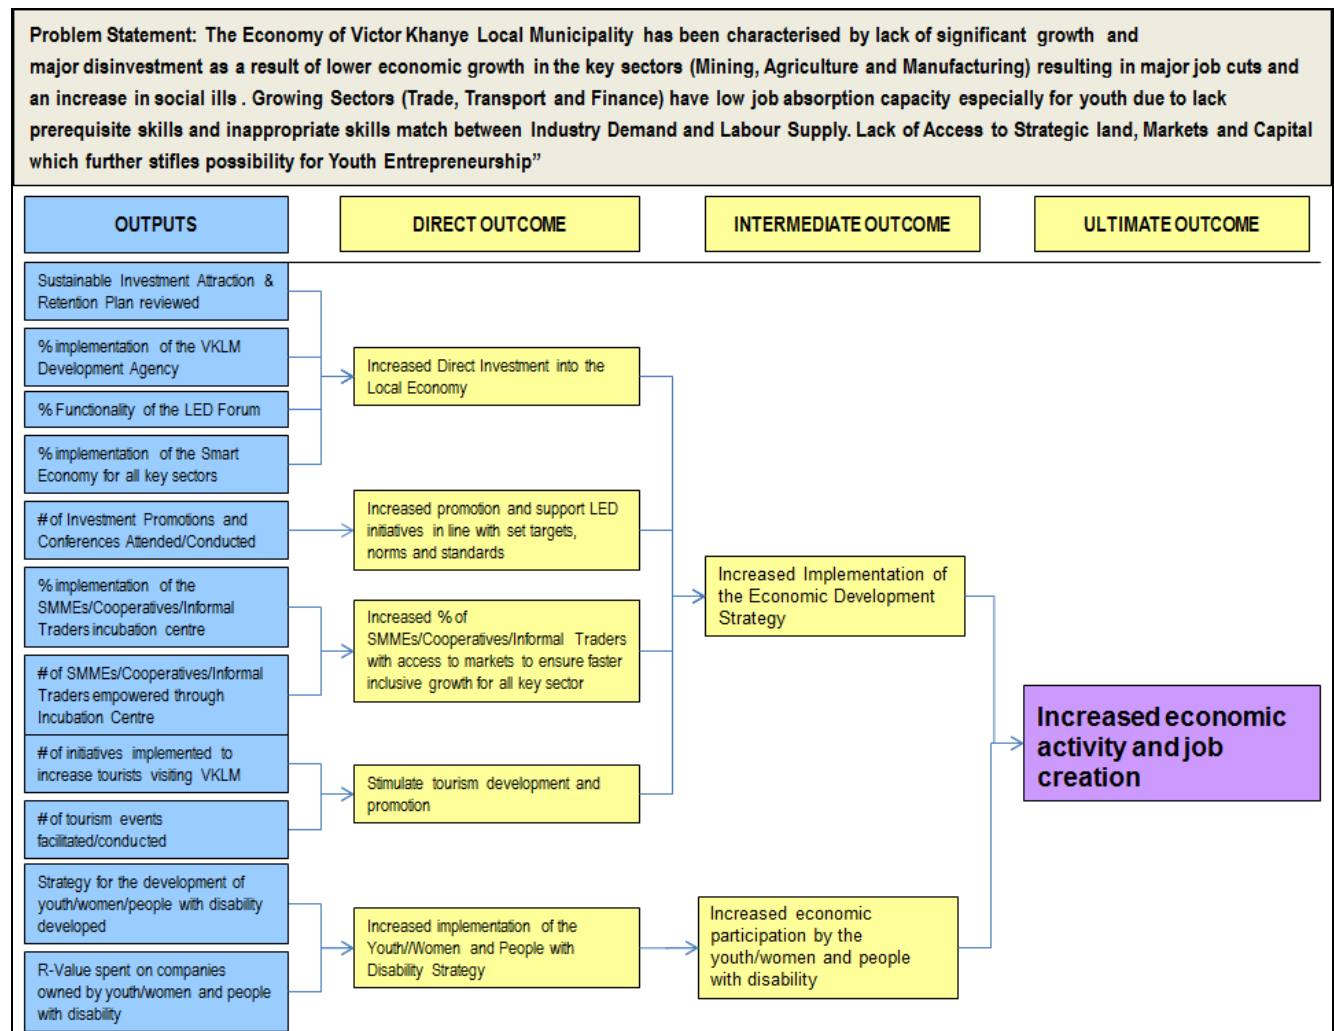 Problem Statement: The Economy of Victor Khanye Local Municipality has been characterised by lack of significant growth and
major disinvestment as a result of lower economic growth in the key sectors (Mining, Agriculture and Manufacturing) resulting in major job cuts and
an increase in social ills . Growing Sectors (Trade, Transport and Finance) have low job absorption capacity especially for youth due to lack
prerequisite skills and inappropriate skills match between Industry Demand and Labour Supply. Lack of Access to Strategic land, Markets and Capital
which further stifles possibility for Youth Entrepreneurship”
OUTPUTS
DIRECT OUTCOME
INTERMEDIATE OUTCOME
ULTIMATE OUTCOME
Sustainable Investment Attraction &
Retention Plan reviewed
% implementation of the VKLM
Development Agency
% Functionality of the LED Forum
% implementation of the Smart
Economy for all key sectors
# of Investment Promotions and
Conferences Attended/Conducted
% implementation of the
SMMEs/Cooperatives/Informal
Traders incubation centre
# of SMMEs/Cooperatives/Informal
Traders empowered through
Incubation Centre
# of initiatives implemented to
increase tourists visiting VKLM
# of tourism events
facilitated/conducted
Strategy for the development of
youth/women/people with disability
developed
R-Value spent on companies
owned by youth/women and people
with disability
Increased Direct Investment into the
Local Economy
Increased promotion and support LED
initiatives in line with set targets,
norms and standards
Increased % of
SMMEs/Cooperatives/Informal Traders
with access to markets to ensure faster
inclusive growth for all key sector
Stimulate tourism development and
promotion
Increased implementation of the
Youth//Women and People with
Disability Strategy
Increased Implementation of
the Economic Development
Strategy
Increased economic
participation by the
youth/women and people
with disability
Increased economic
activity and job
creation